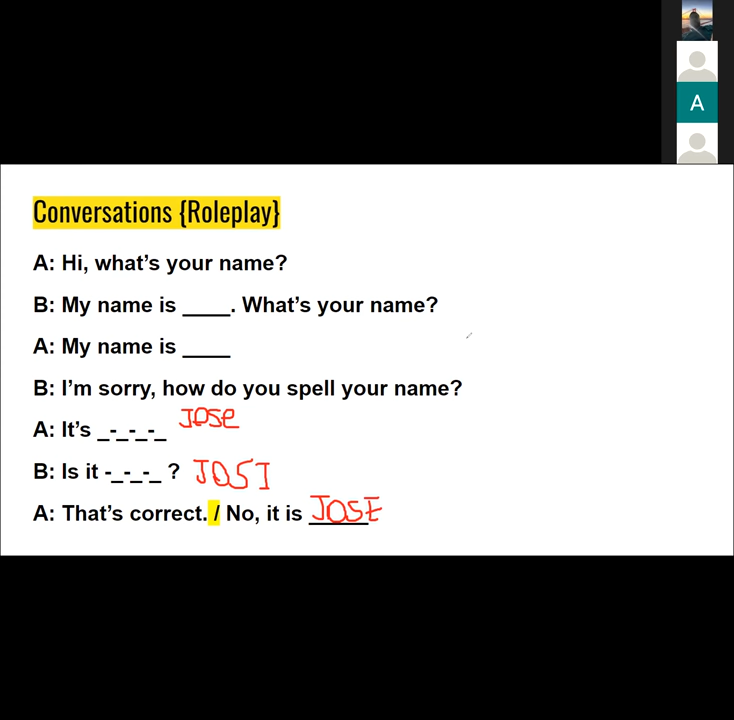 A
Conversations {Roleplay}
A: Hi, what's your name?
B: My name is ____. What's your name?
A: My name is ____
B: I'm sorry, how do you spell your name?
A: It's _-_-_-_ JOSE
B: Is it -_-_-_ ? JOSI
A: That's correct. / No, it is JOSE